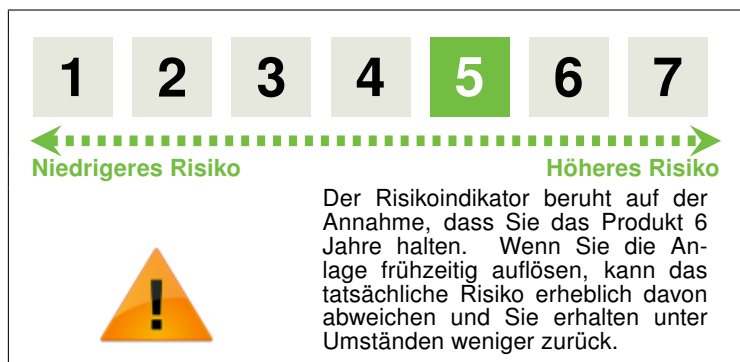 1 2 3 4 5 6 7
Niedrigeres Risiko Höheres Risiko
Der Risikoindikator beruht auf der
Annahme, dass Sie das Produkt 6
Jahre halten. Wenn Sie die An-
lage frühzeitig auflösen, kann das
tatsächliche Risiko erheblich davon
abweichen und Sie erhalten unter
Umständen weniger zurück.